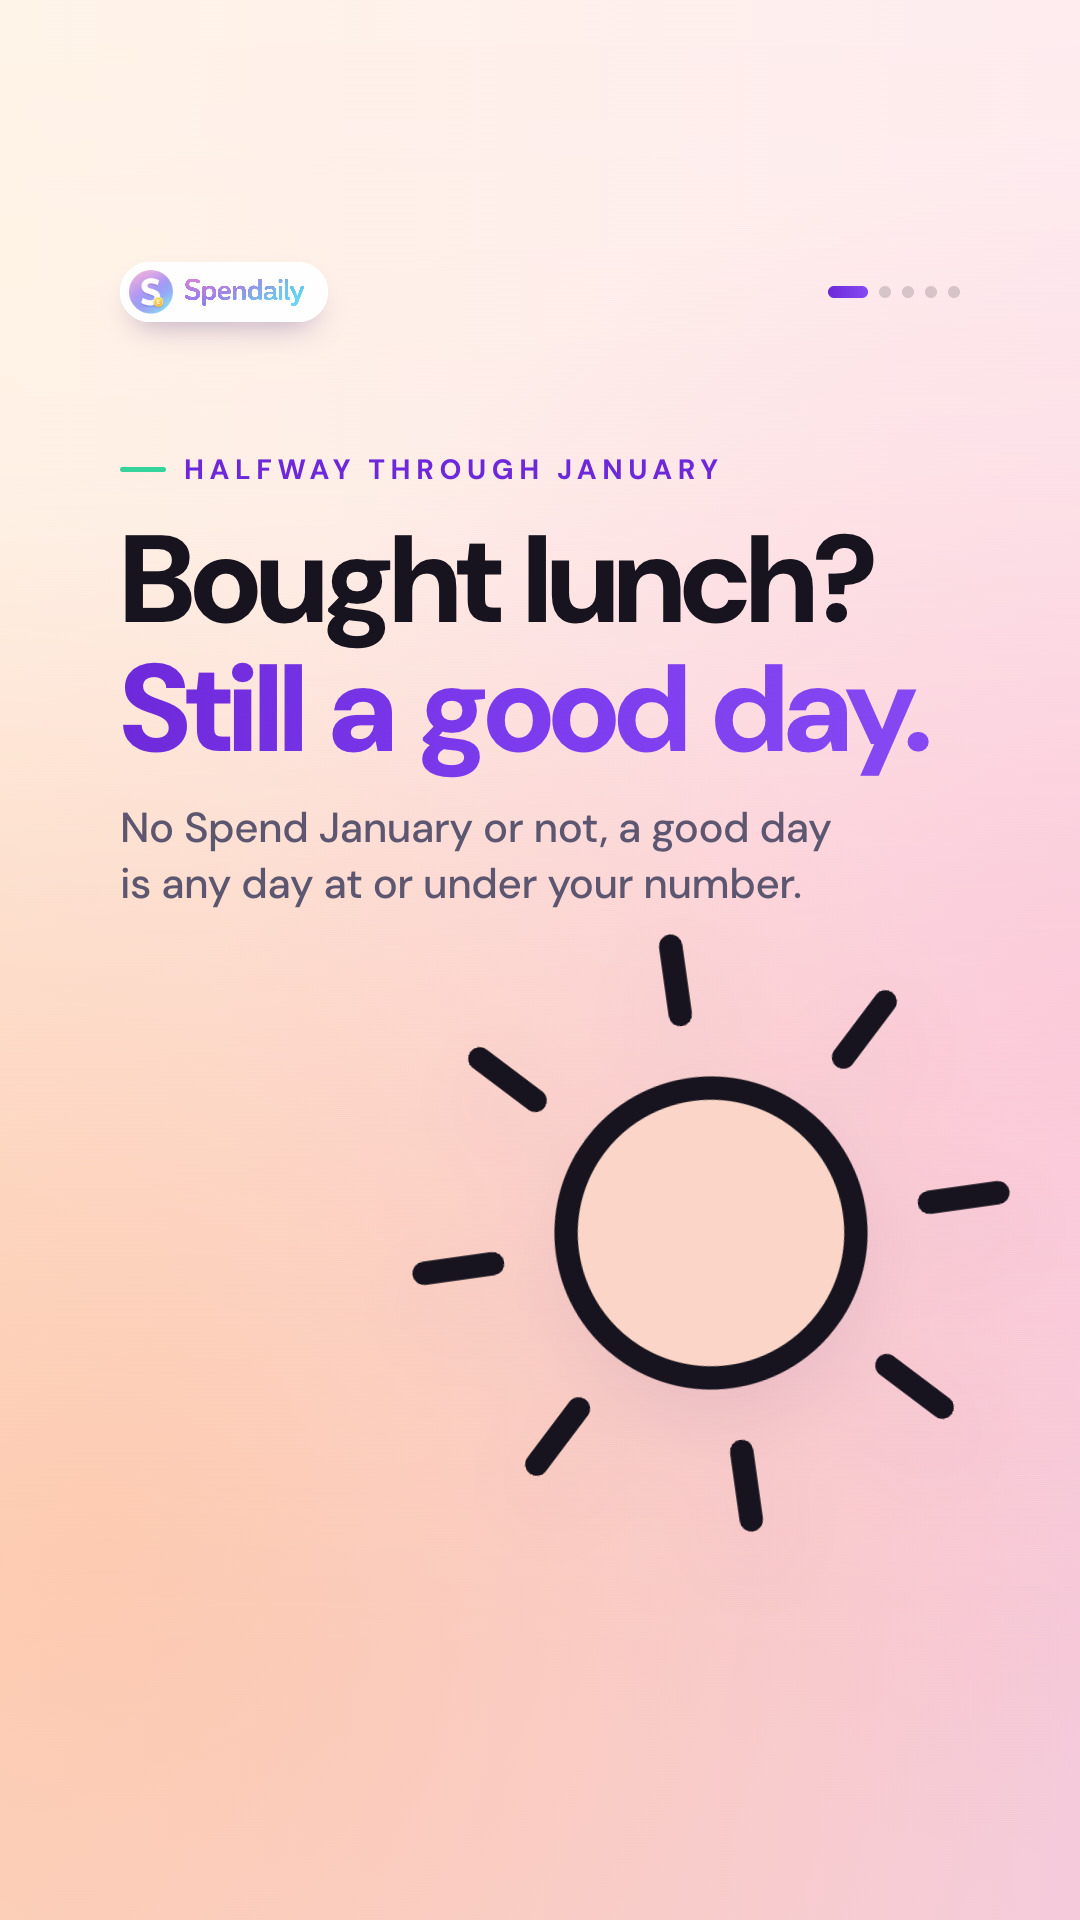 Spendaily
HALFWAY THROUGH JANUARY
Bought lunch?
Still a good day.
No Spend January or not, a good day
is any day at or under your number.